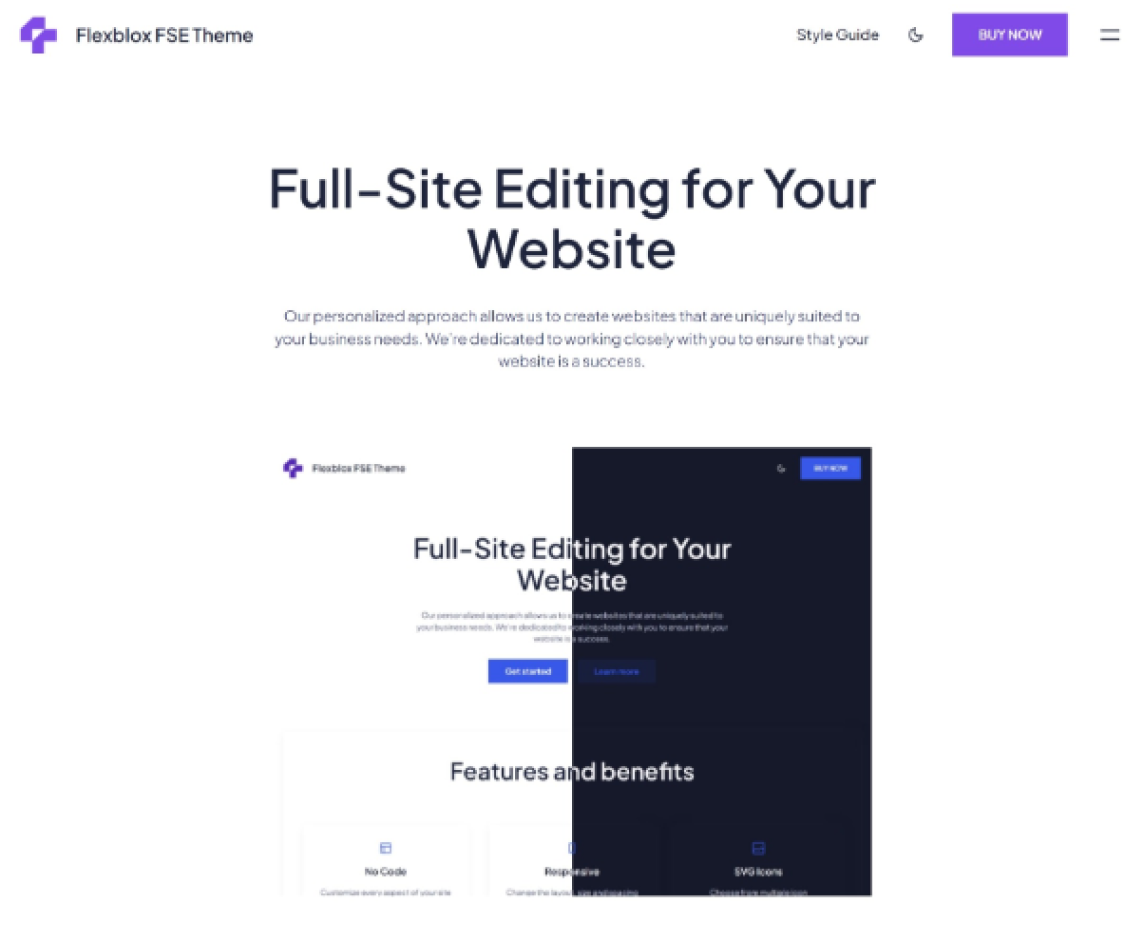 Flexblox FSE Theme
Style Guide
BUY NOW
Full-Site Editing for Your
Website
Our personalized approach allows us to create websites that are uniquely suited to
your business needs. We're dedicated to working closely with you to ensure that your
website is a success.
Flexblox FSE Theme
BUY NOW
Full-Site Editing for Your
Website
Our personalized approach allows us to create websites that are uniquely suited to
your business needs. We're dedicated to working closely with you to ensure that your
website is a success.
Get started
Learn more
Features and benefits
No Code
Responsive
SVG Icons
Customize every aspect of your site
Change the layout, size and spacing
Choose from multiple icon